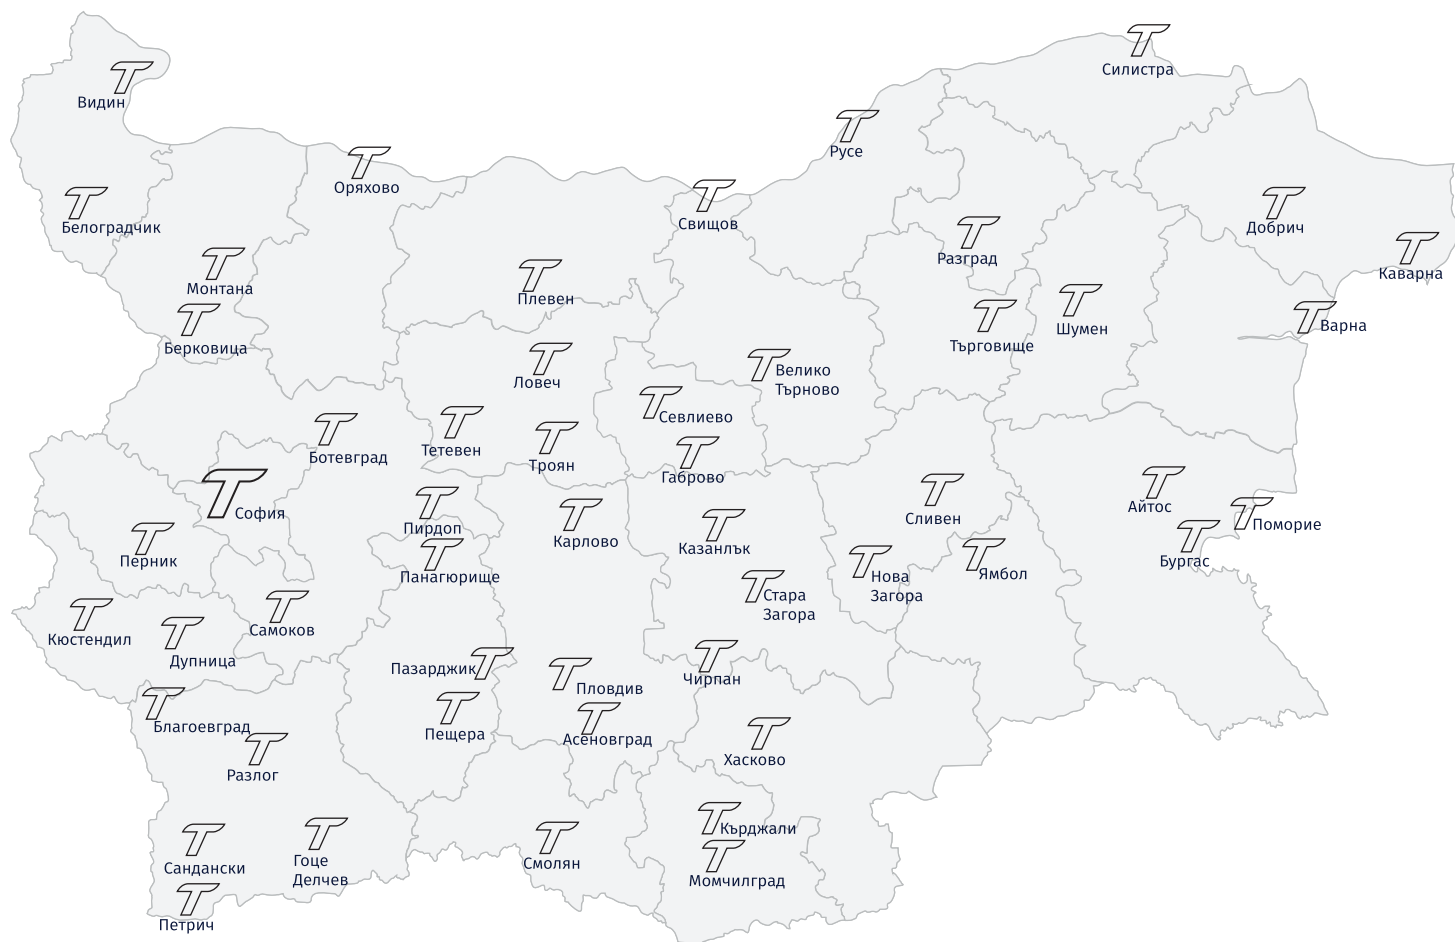 Силистра
Видин
Русе
Оряхово
Свищов
Белоградчик
Добрич
Разград
Каварна
Монтана
Плевен
Варна
Шумен
Търговище
Берковица
Велико
Търново
Ловеч
Севлиево
Тетевен
Ботевград
Троян
Габрово
Айтос
София
Сливен
Поморие
Пирдоп
Карлово
Казанлък
Перник
Бургас
Панагюрище
Нова
Загора
Ямбол
Стара
Загора
Самоков
Кюстендил
Дупница
Пазарджик
Чирпан
Пловдив
Благоевград
Пещера
Асеновград
Хасково
Разлог
Кърджали
Гоце
Делчев
Сандански
Смолян
Момчилград
Петрич